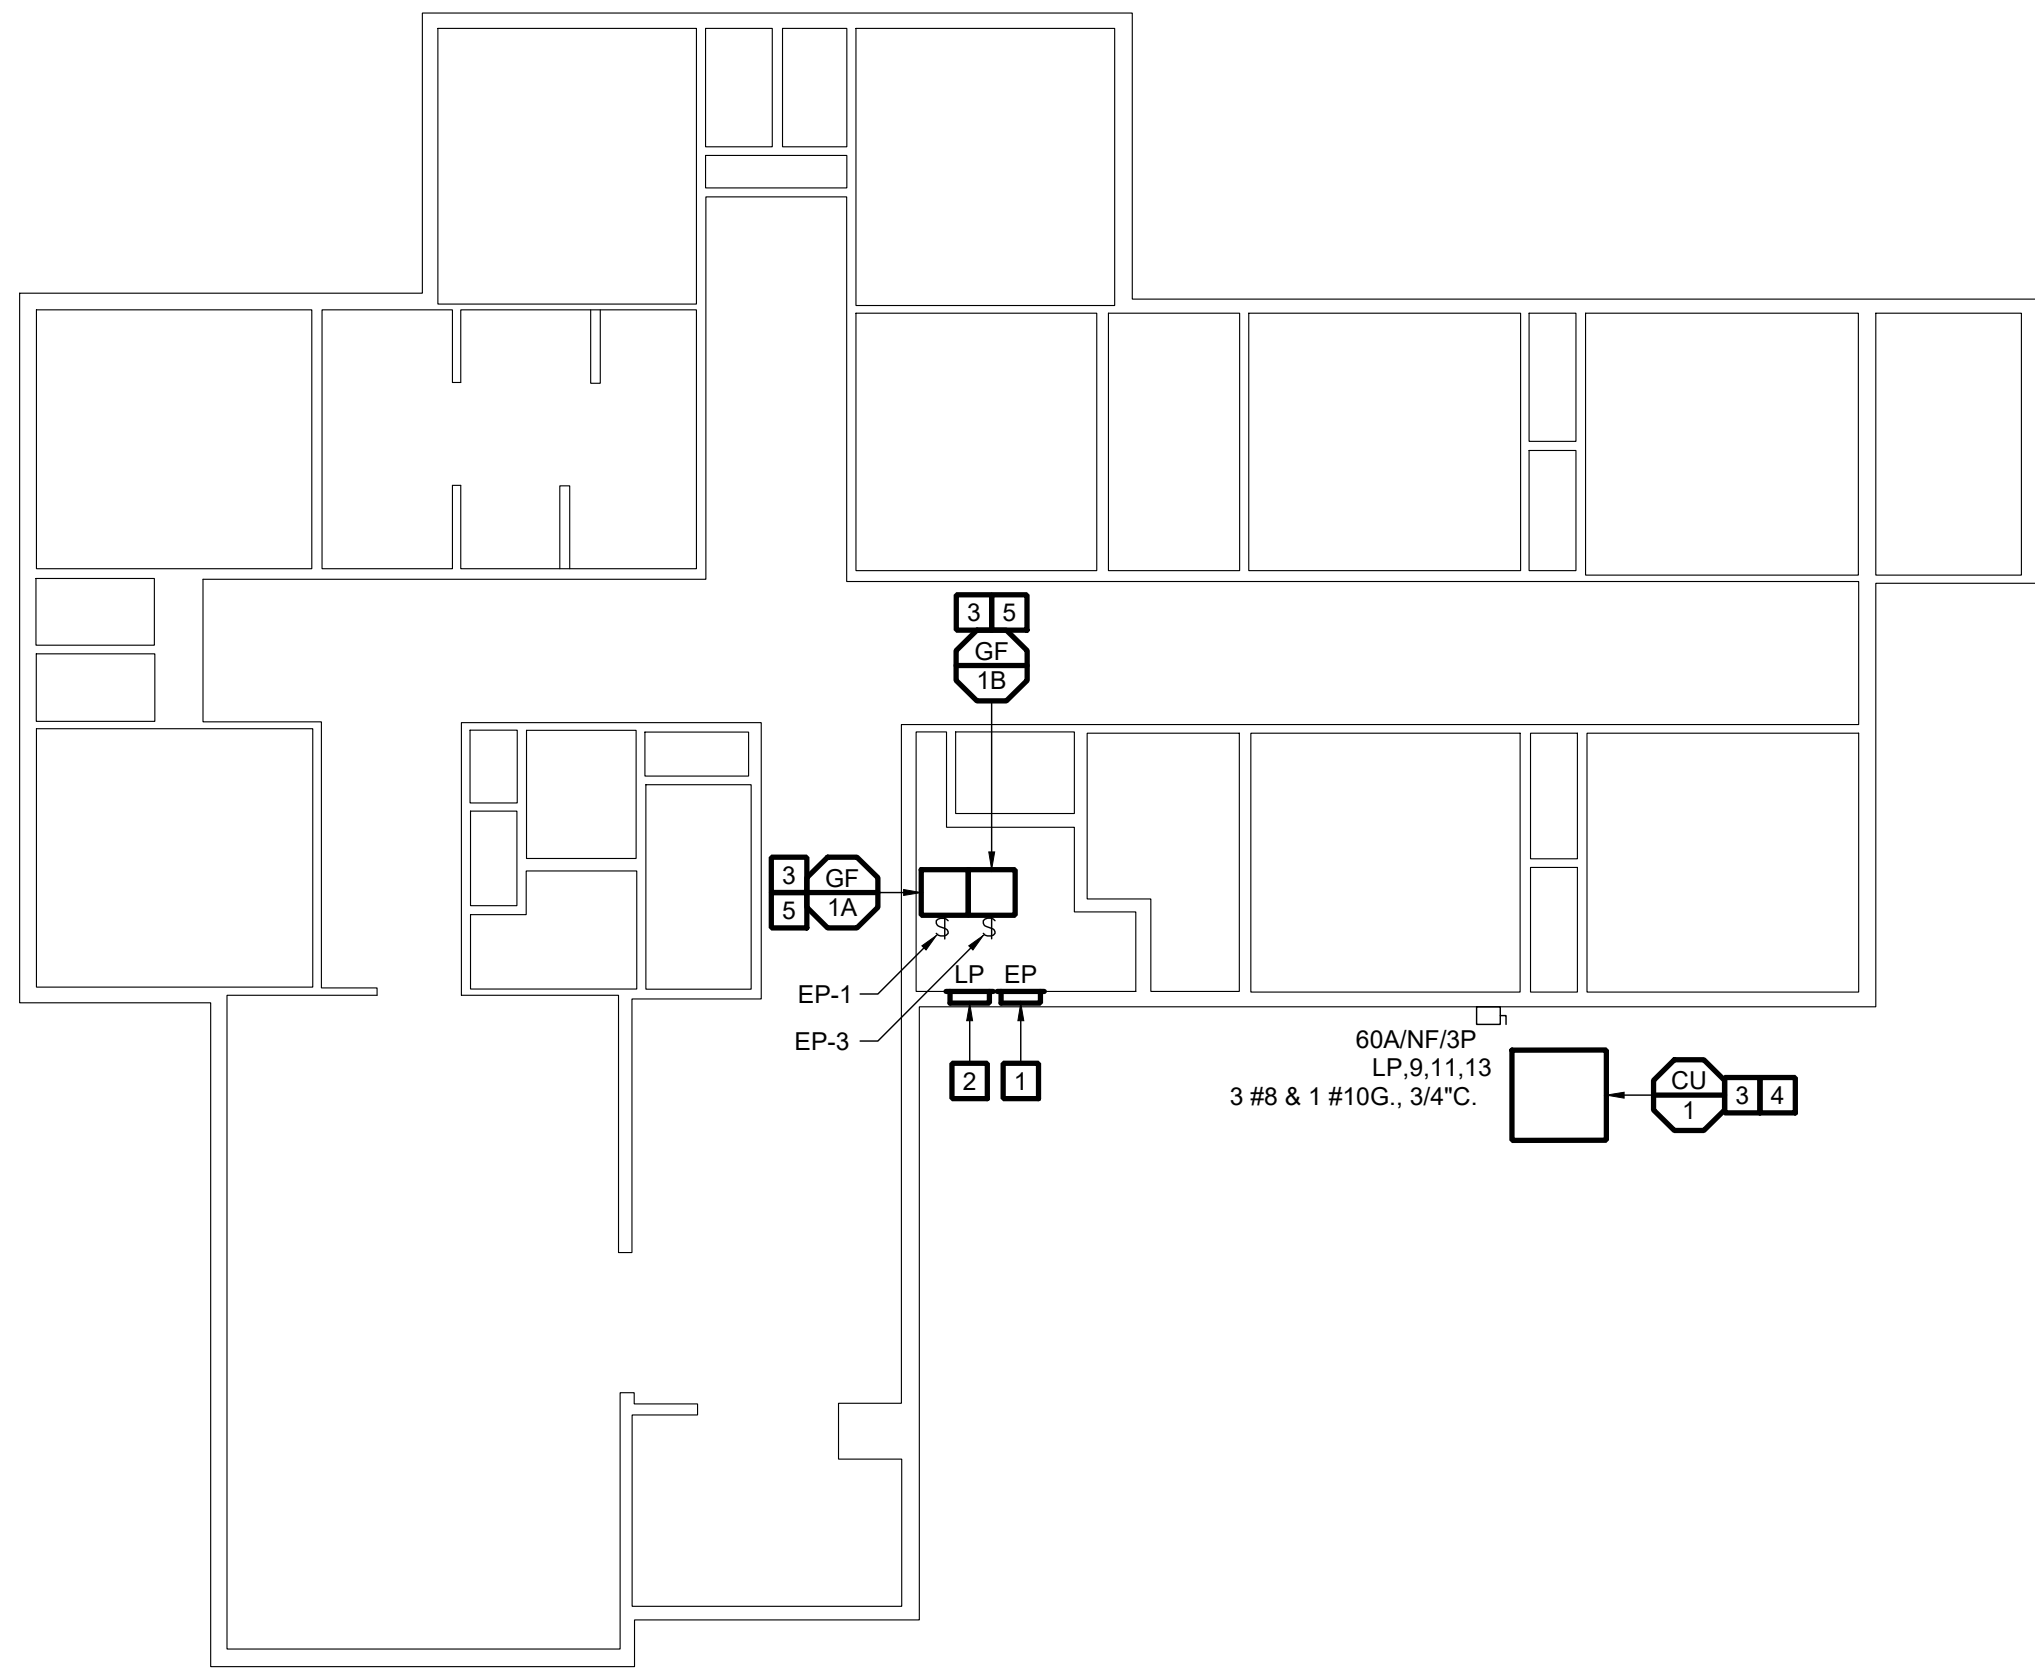 3 5
GF
1B
3
5
GF
1A
EP-1
EP-3
$ $
LP EP
2 1
60A/NF/3P
LP,9,11,13
3 #8 & 1 #10G., 3/4"C.
CU
1
3 4